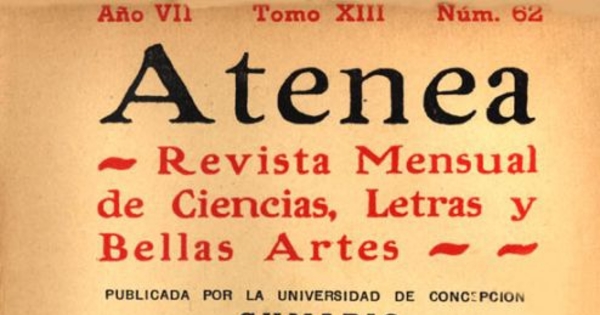 Año VII Tomo XIII Núm. 62
Atenea
~ Revista Mensual
de Ciencias, Letras y
Bellas Artes ~ ~
PUBLICADA POR LA UNIVERSIDAD DE CONCEPCION